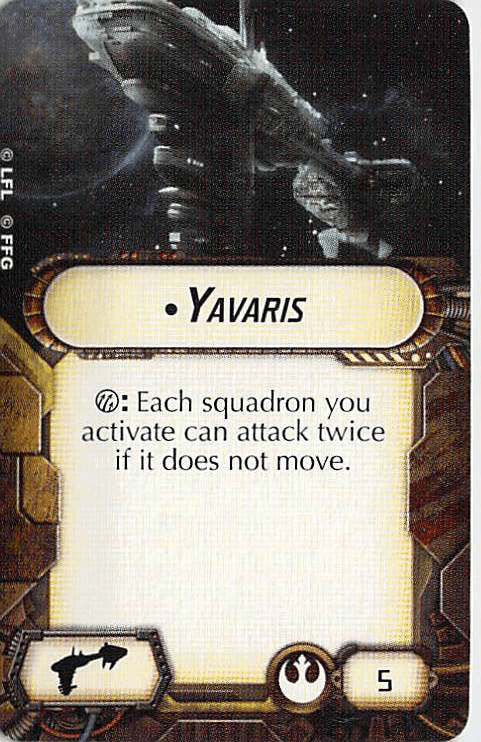 © LFL © FFG
• YAVARIS
: Each squadron you
activate can attack twice
if it does not move.
5